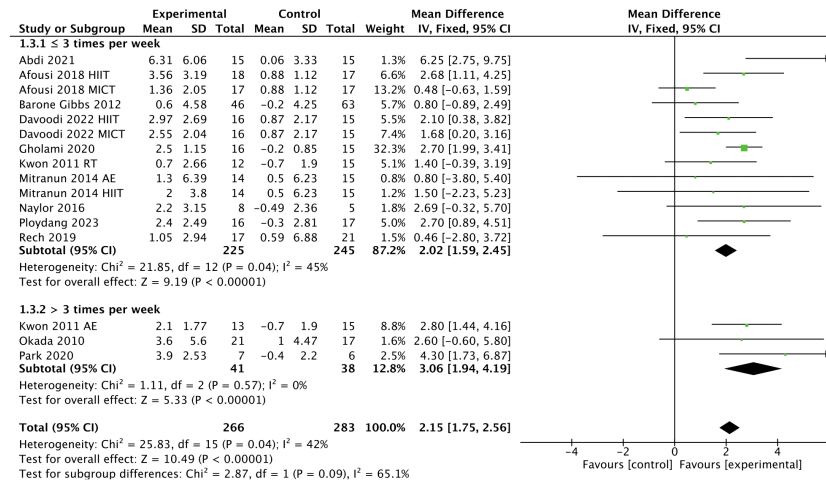 Experimental Control Mean Difference Mean Difference
Study or Subgroup Mean SD Total Mean SD Total Weight IV, Fixed, 95% CI IV, Fixed, 95% CI
1.3.1 ≤ 3 times per week
Abdi 2021 6.31 6.06 15 0.06 3.33 15 1.3% 6.25 [2.75, 9.75]
Afousi 2018 HIIT 3.56 3.19 18 0.88 1.12 17 6.6% 2.68 [1.11, 4.25]
Afousi 2018 MICT 1.36 2.05 17 0.88 1.12 17 13.2% 0.48 [-0.63, 1.59]
Barone Gibbs 2012 0.6 4.58 46 -0.2 4.25 63 5.7% 0.80 [-0.89, 2.49]
Davoodi 2022 HIIT 2.97 2.69 16 0.87 2.17 15 5.5% 2.10 [0.38, 3.82]
Davoodi 2022 MICT 2.55 2.04 16 0.87 2.17 15 7.4% 1.68 [0.20, 3.16]
Gholami 2020 2.5 1.15 16 -0.2 0.85 15 32.3% 2.70 [1.99, 3.41]
Kwon 2011 RT 0.7 2.66 12 -0.7 1.9 15 5.1% 1.40 [-0.39, 3.19]
Mitranun 2014 AE 1.3 6.39 14 0.5 6.23 15 0.8% 0.80 [-3.80, 5.40]
Mitranun 2014 HIIT 2 3.8 14 0.5 6.23 15 1.2% 1.50 [-2.23, 5.23]
Naylor 2016 2.2 3.15 8 -0.49 2.36 5 1.8% 2.69 [-0.32, 5.70]
Ploydang 2023 2.4 2.49 16 -0.3 2.81 17 5.0% 2.70 [0.89, 4.51]
Rech 2019 1.05 2.94 17 0.59 6.88 21 1.5% 0.46 [-2.80, 3.72]
Subtotal (95% CI) 225 245 87.2% 2.02 [1.59, 2.45]
Heterogeneity: Chi² = 21.85, df = 12 (P = 0.04); I² = 45%
Test for overall effect: Z = 9.19 (P < 0.00001)
1.3.2 > 3 times per week
Kwon 2011 AE 2.1 1.77 13 -0.7 1.9 15 8.8% 2.80 [1.44, 4.16]
Okada 2010 3.6 5.6 21 1 4.47 17 1.6% 2.60 [-0.60, 5.80]
Park 2020 3.9 2.53 7 -0.4 2.2 6 2.5% 4.30 [1.73, 6.87]
Subtotal (95% CI) 41 38 12.8% 3.06 [1.94, 4.19]
Heterogeneity: Chi² = 1.11, df = 2 (P = 0.57); I² = 0%
Test for overall effect: Z = 5.33 (P < 0.00001)
Total (95% CI) 266 283 100.0% 2.15 [1.75, 2.56]
Heterogeneity: Chi² = 25.83, df = 15 (P = 0.04); I² = 42%
Test for overall effect: Z = 10.49 (P < 0.00001)
Test for subgroup differences: Chi² = 2.87, df = 1 (P = 0.09), I² = 65.1%
-4 -2 0 2 4
Favours [control] Favours [experimental]